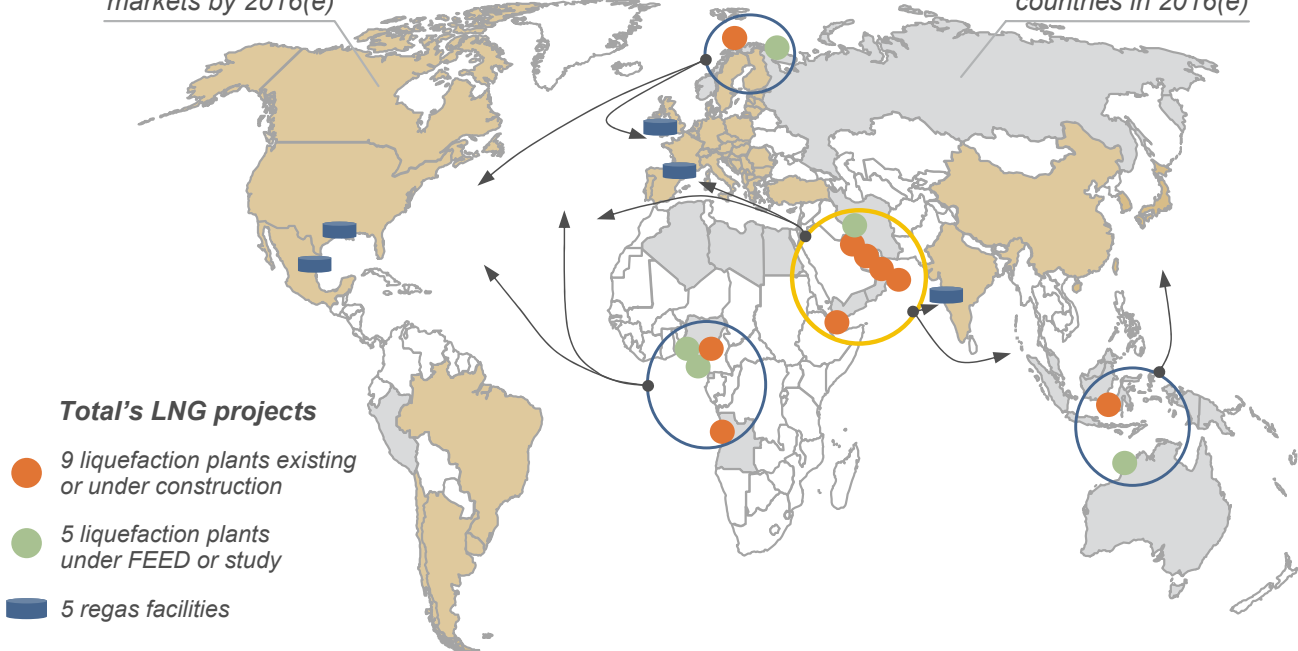 markets by 2016(e)
countries in 2016(e)
Total's LNG projects
9 liquefaction plants existing
or under construction
5 liquefaction plants
under FEED or study
5 regas facilities